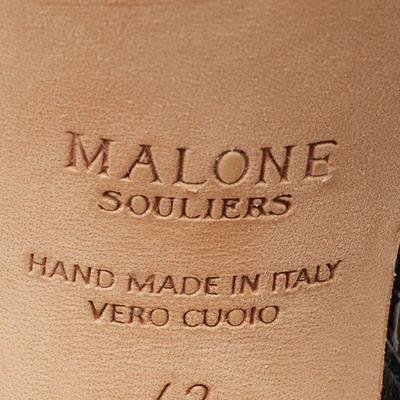 MALONE
SOULIERS
HAND MADE IN ITALY
VERO CUOIO